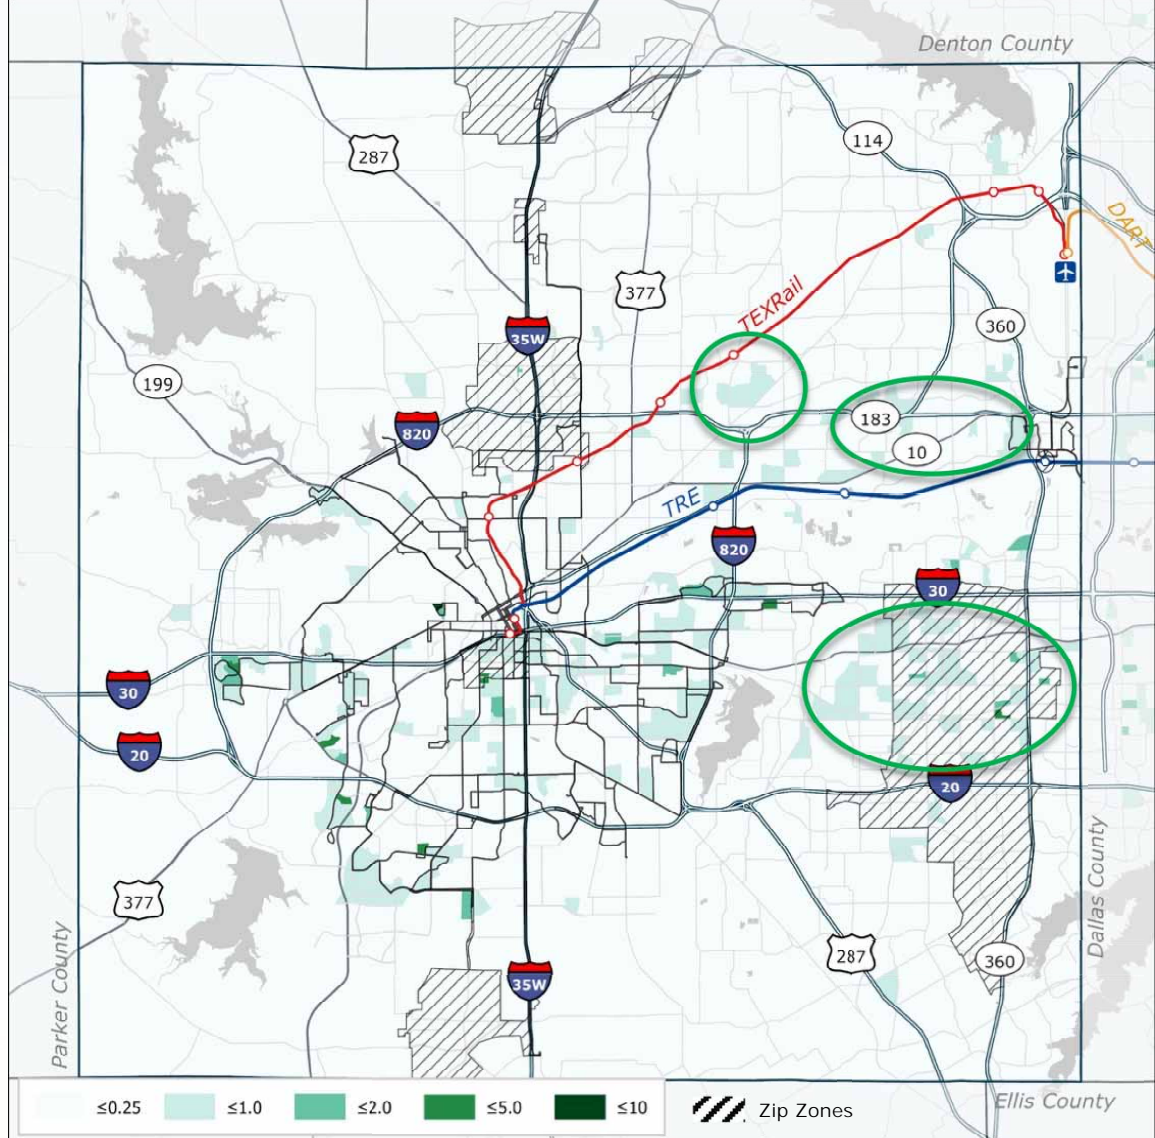 Denton County
114
287
DART
377
TEXRail
35W
360
199
820
183
10
TRE
820
30
30
20
20
Dallas County
377
287
360
35W
Parker County
Ellis County
≤0.25
≤1.0
≤2.0
≤5.0
≤10
Zip Zones